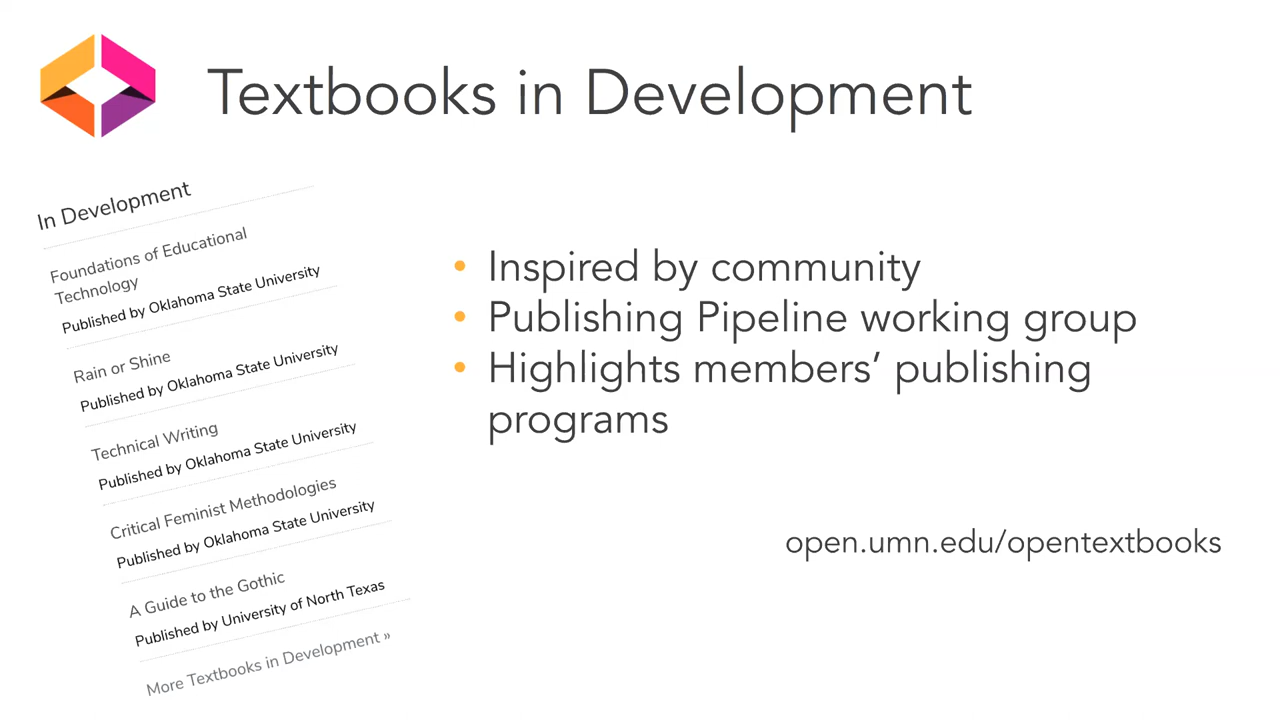 Textbooks in Development
In Development
Foundations of Educational
Technology
Published by Oklahoma State University
Rain or Shine
Published by Oklahoma State University
Technical Writing
Published by Oklahoma State University
Critical Feminist Methodologies
Published by Oklahoma State University
A Guide to the Gothic
Published by University of North Texas
More Textbooks in Development »
• Inspired by community
• Publishing Pipeline working group
• Highlights members’ publishing
programs
open.umn.edu/opentextbooks